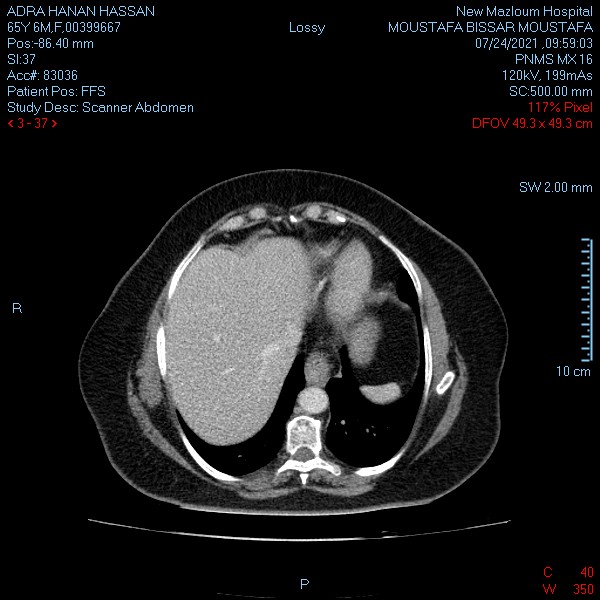 ADRA HANAN HASSAN
65Y 6M,F,00399667
Pos:-86.40 mm
SI:37
Acc#: 83036
Patient Pos: FFS
Study Desc: Scanner Abdomen
< 3 - 37 >
Lossy
New Mazloum Hospital
MOUSTAFA BISSAR MOUSTAFA
07/24/2021 ,09:59:03
PNMS MX 16
120kV, 199mAs
SC:500.00 mm
117% Pixel
DFOV 49.3 x 49.3 cm
SW 2.00 mm
R
10 cm
P
C 40
W 350